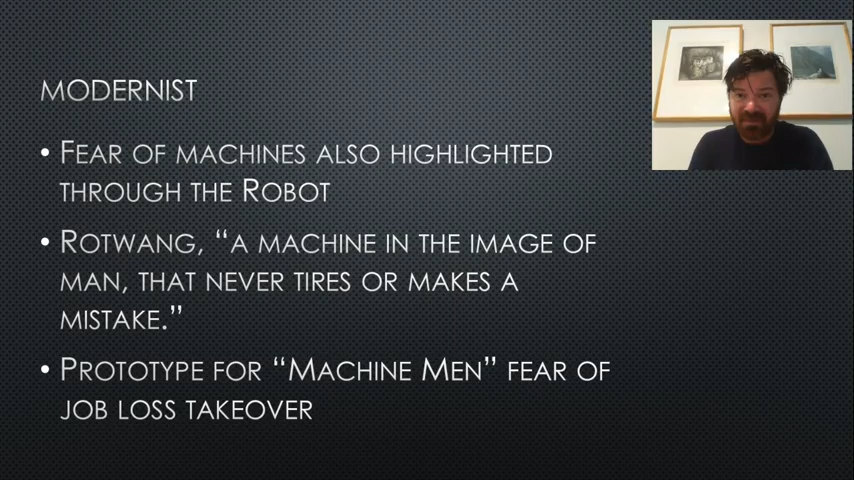 MODERNIST
• FEAR OF MACHINES ALSO HIGHLIGHTED
THROUGH THE ROBOT
• ROTWANG, “A MACHINE IN THE IMAGE OF
MAN, THAT NEVER TIRES OR MAKES A
MISTAKE.”
• PROTOTYPE FOR “MACHINE MEN” FEAR OF
JOB LOSS TAKEOVER